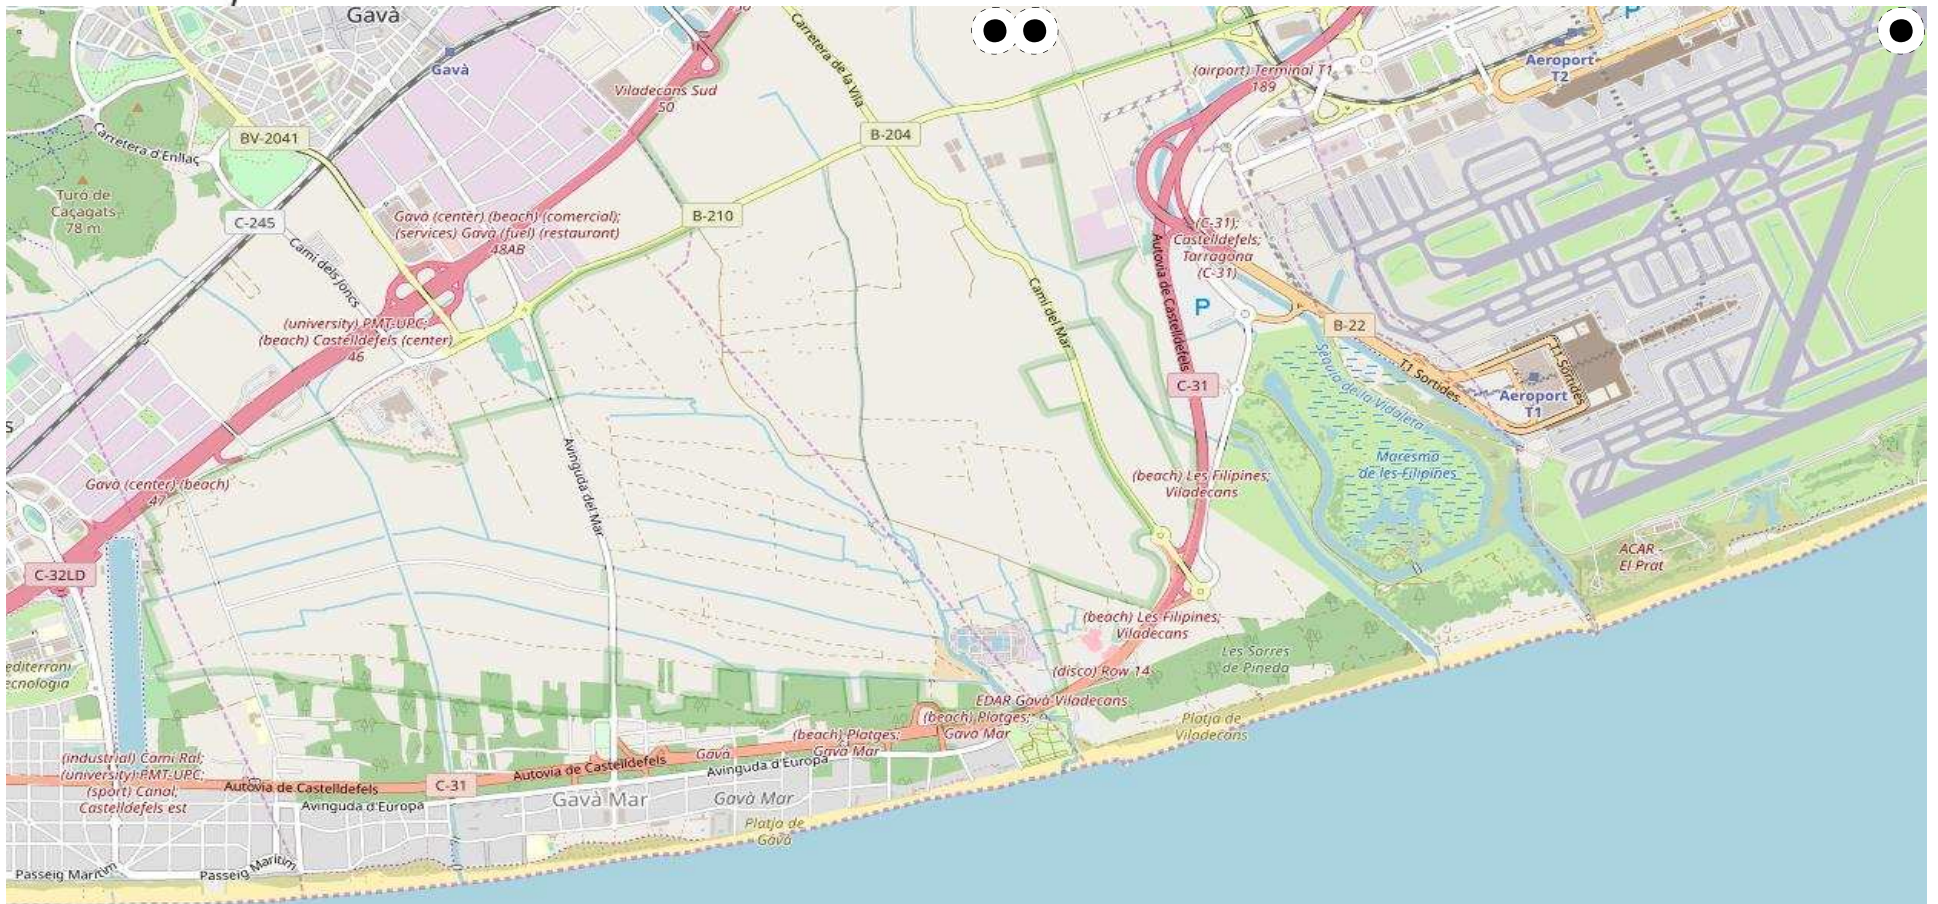 Gavà
Carretera de la Vila
P
Gavà
Aeroport
T2
(airport) Terminal T1
189
Viladecans Sud
50
BV-2041
B-204
Carretera d'Enllaç
Turó de
Caçagats
78 m
C-245
B-210
Gavà (center) (beach) (comercial);
(services) Gavà (fuel) (restaurant)
48AB
(C-31);
Castelldefels;
Tarragona
(C-31)
Camí dels Joncs
Autovia de Castelldefels
Camí del Mar
P
(university) PMT-UPC;
(beach) Castelldefels (center)
46
B-22
T1 Sortides
T1 Sortides
C-31
Aeroport
T1
Sèquia de la Vidaleta
Maresma
de les Filipines
Avinguda del Mar
(beach) Les Filipines;
Viladecans
Gavà (center) (beach)
47
ACAR -
El Prat
C-32LD
(beach) Les Filipines;
Viladecans
Les Sorres
de Pineda
editerrani
ecnologia
(disco) Row 14
EDAR Gavà-Viladecans
(beach) Platges;
Gavà Mar
Platja de
Viladecans
(beach) Platges;
Gavà Mar
Gavà
(industrial) Camí Ral;
(university) PMT-UPC;
(sport) Canal;
Castelldefels est
Autovia de Castelldefels
Autovia de Castelldefels
Avinguda d'Europa
C-31
Avinguda d'Europa
Gavà Mar
Gavà Mar
Platja de
Gavà
Passeig Marítim
Passeig Marítim